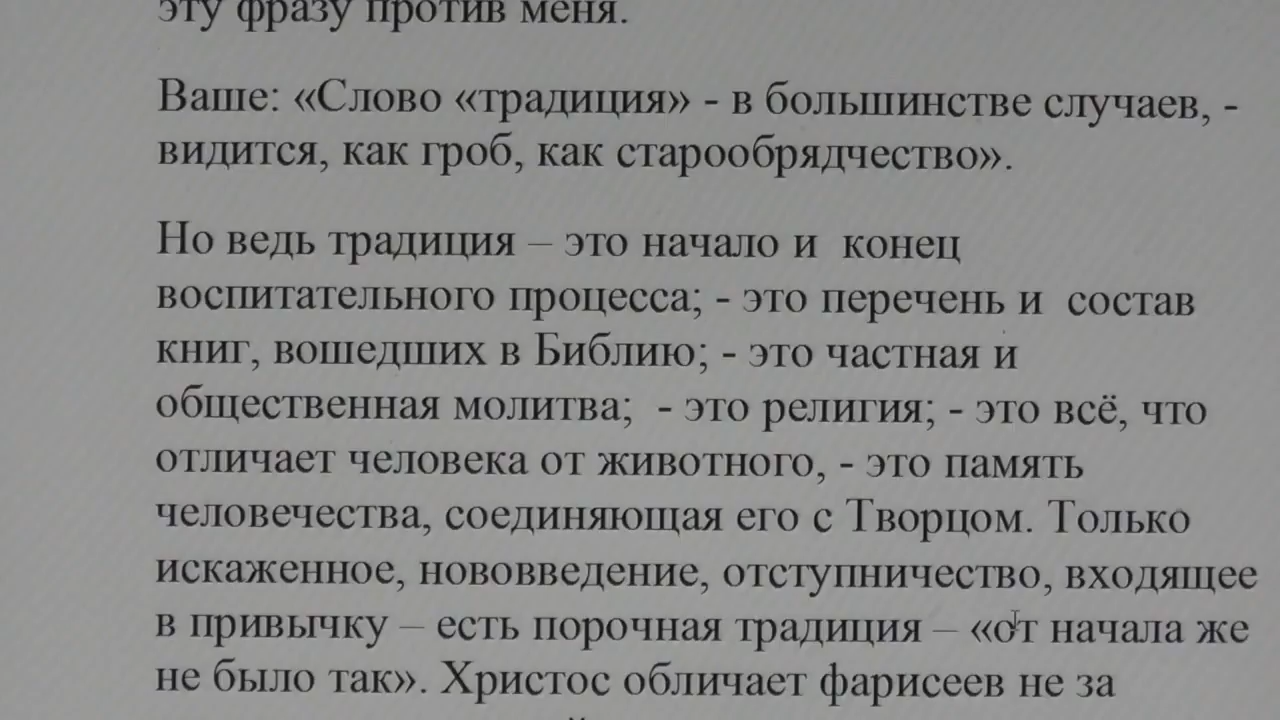 эту фразу против меня.
Ваше: «Слово «традиция» - в большинстве случаев, -
видится, как гроб, как старообрядчество».
Но ведь традиция – это начало и конец
воспитательного процесса; - это перечень и состав
книг, вошедших в Библию; - это частная и
общественная молитва; - это религия; - это всё, что
отличает человека от животного, - это память
человечества, соединяющая его с Творцом. Только
искаженное, нововведение, отступничество, входящее
в привычку – есть порочная традиция – «от начала же
не было так». Христос обличает фарисеев не за